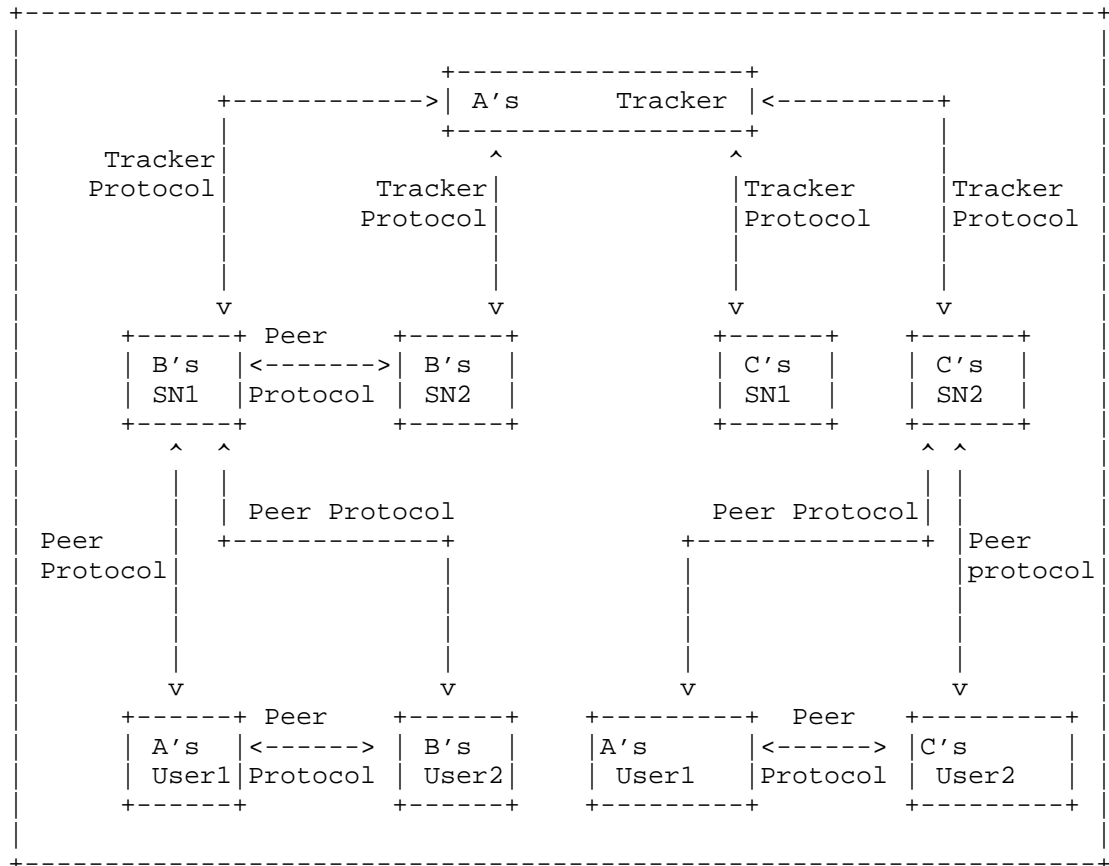 A's Tracker
Tracker
Protocol
Tracker
Protocol
Tracker
Protocol
Tracker
Protocol
Peer
B's
SN1
Protocol
B's
SN2
C's
SN1
C's
SN2
Peer Protocol
Peer Protocol
Peer
Protocol
Peer
protocol
Peer
Peer
A's
User1
Protocol
B's
User2
A's
User1
Protocol
C's
User2